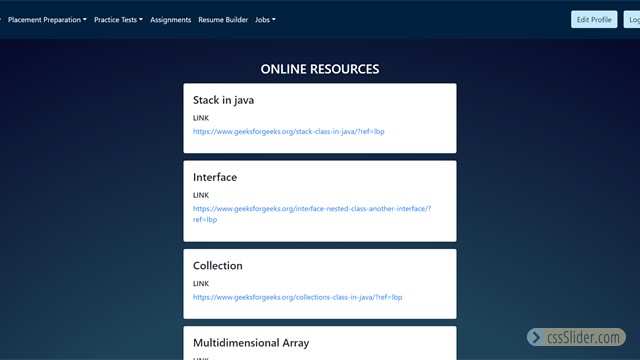 Placement Preparation Practice Tests Assignments Resume Builder Jobs Edit Profile
ONLINE RESOURCES
Stack in java
LINK
https://www.geeksforgeeks.org/stack-class-in-java/?ref=lbp
Interface
LINK
https://www.geeksforgeeks.org/interface-nested-class-another-interface/?
ref=lbp
Collection
LINK
https://www.geeksforgeeks.org/collections-class-in-java/?ref=lbp
Multidimensional Array
cssSlider.com